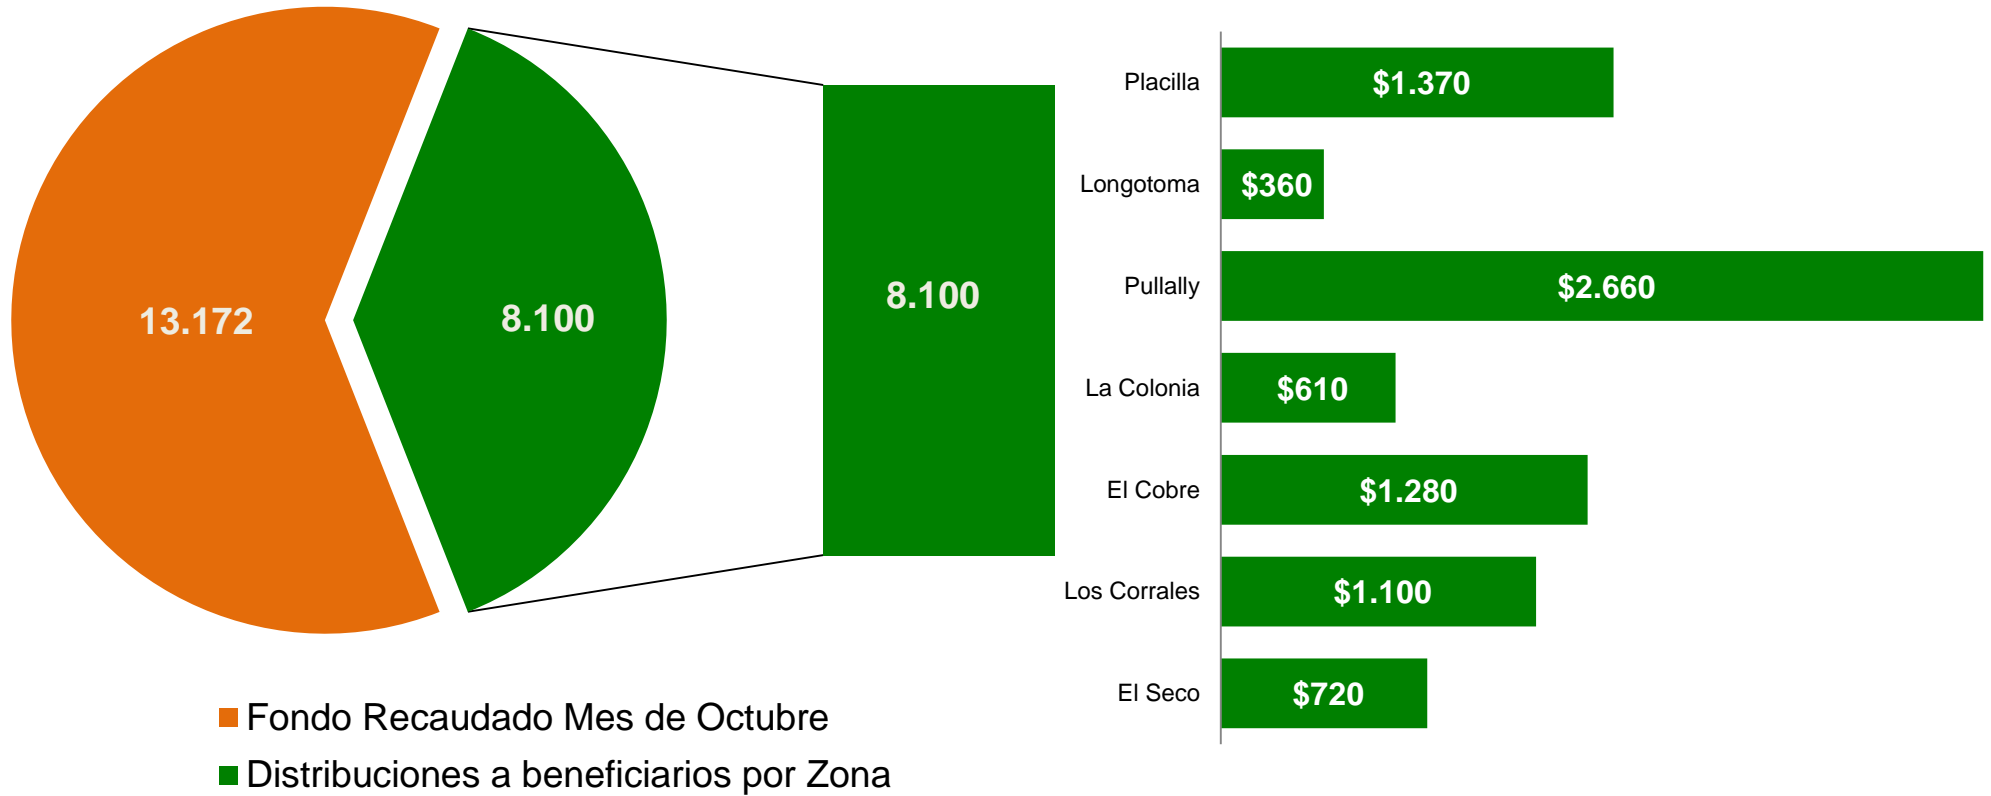 13.172
8.100
8.100
Placilla $1.370
Longotoma $360
Pullally $2.660
La Colonia $610
El Cobre $1.280
Los Corrales $1.100
El Seco $720
Fondo Recaudado Mes de Octubre
Distribuciones a beneficiarios por Zona